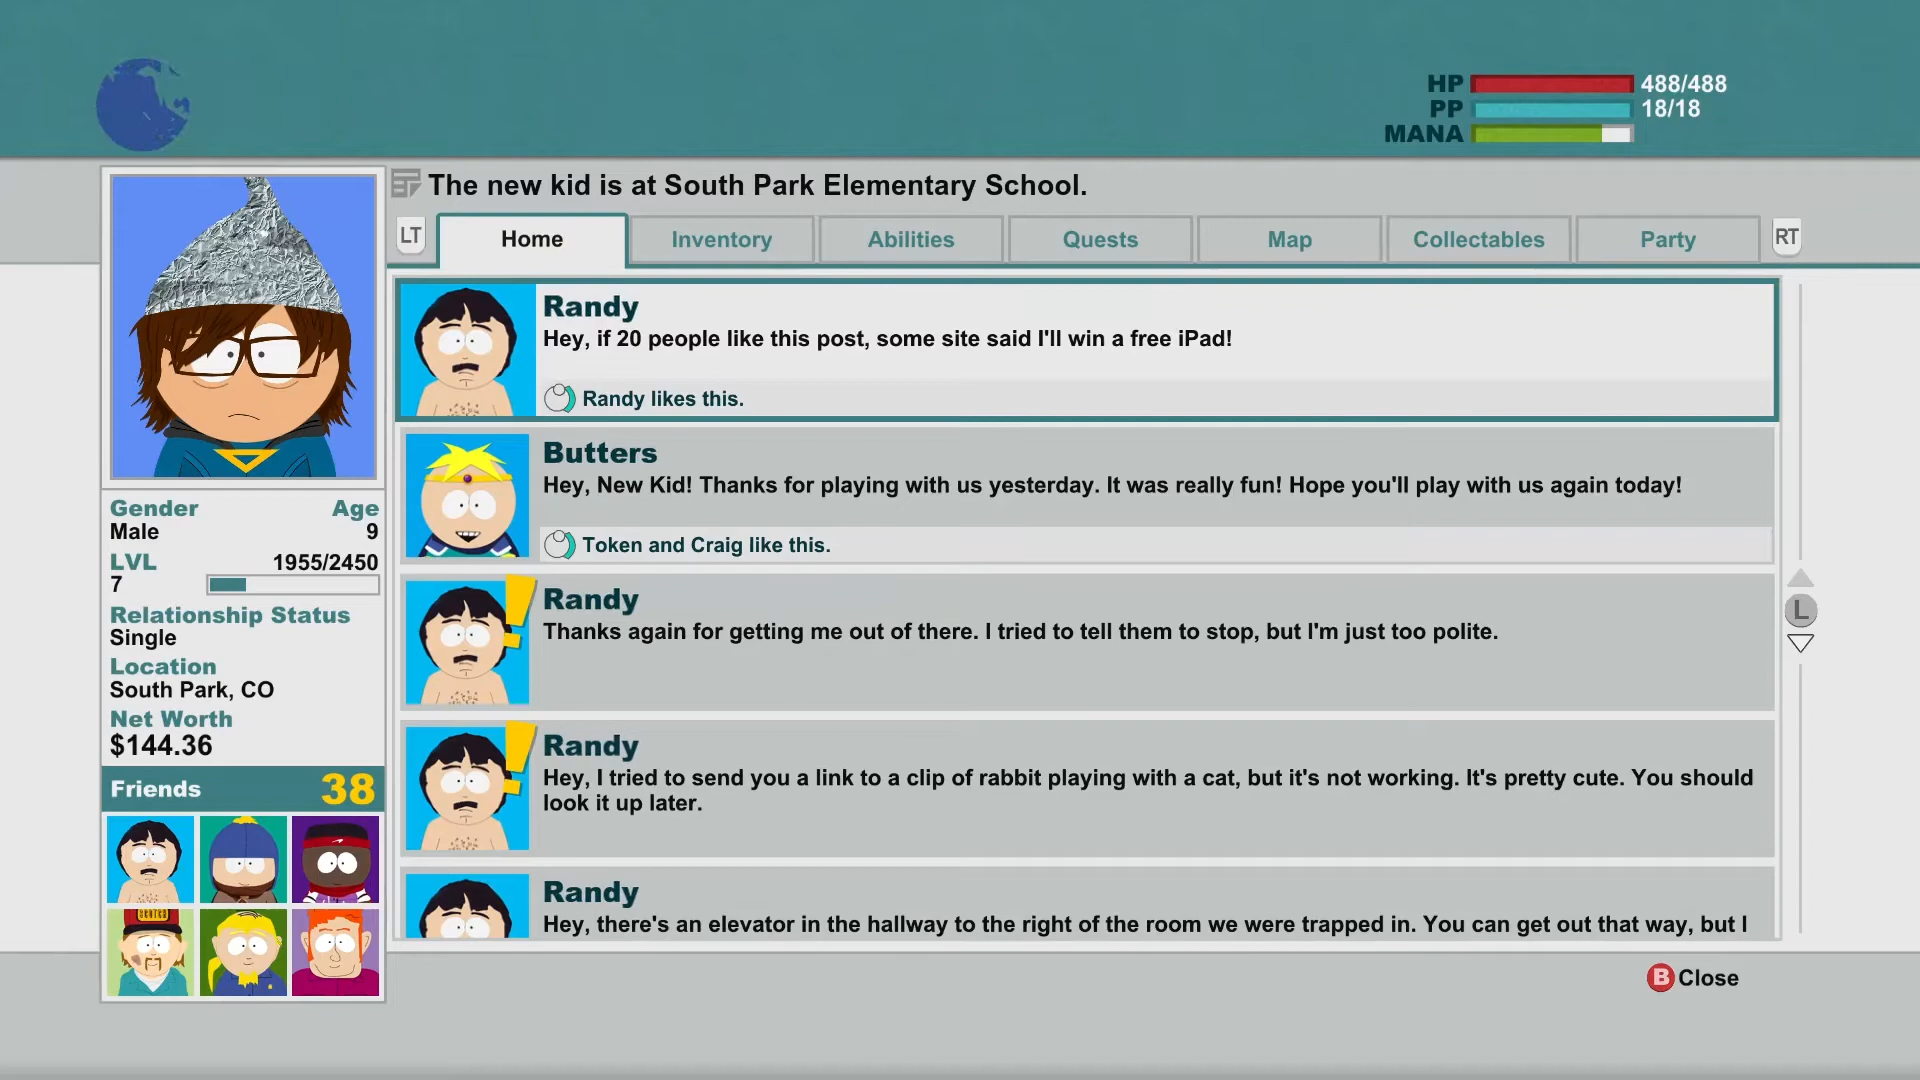 HP 488/488
PP 18/18
MANA
The new kid is at South Park Elementary School.
LT Home Inventory Abilities Quests Map Collectables Party RT
Gender Age
Male 9
LVL 1955/2450
7
Relationship Status
Single
Location
South Park, CO
Net Worth
$144.36
Friends 38
Randy
Hey, if 20 people like this post, some site said I'll win a free iPad!
Randy likes this.
Butters
Hey, New Kid! Thanks for playing with us yesterday. It was really fun! Hope you'll play with us again today!
Token and Craig like this.
Randy
Thanks again for getting me out of there. I tried to tell them to stop, but I'm just too polite.
Randy
Hey, I tried to send you a link to a clip of rabbit playing with a cat, but it's not working. It's pretty cute. You should
look it up later.
Randy
Hey, there's an elevator in the hallway to the right of the room we were trapped in. You can get out that way, but I
L
B Close